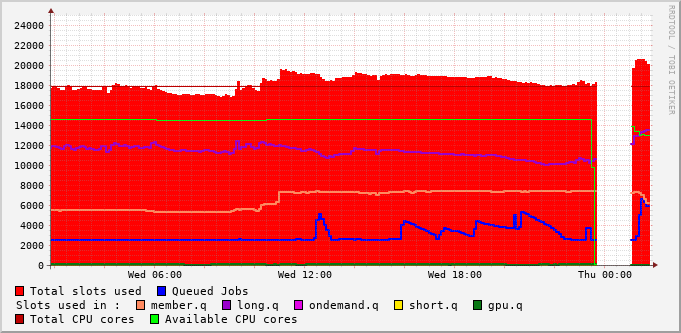 24000
22000
20000
18000
16000
14000
12000
10000
8000
6000
4000
2000
0
Wed 06:00 Wed 12:00 Wed 18:00 Thu 00:00
Total slots used Queued Jobs
Slots used in : member.q long.q ondemand.q short.q gpu.q
Total CPU cores Available CPU cores
RRDTOOL / TOBI OETIKER